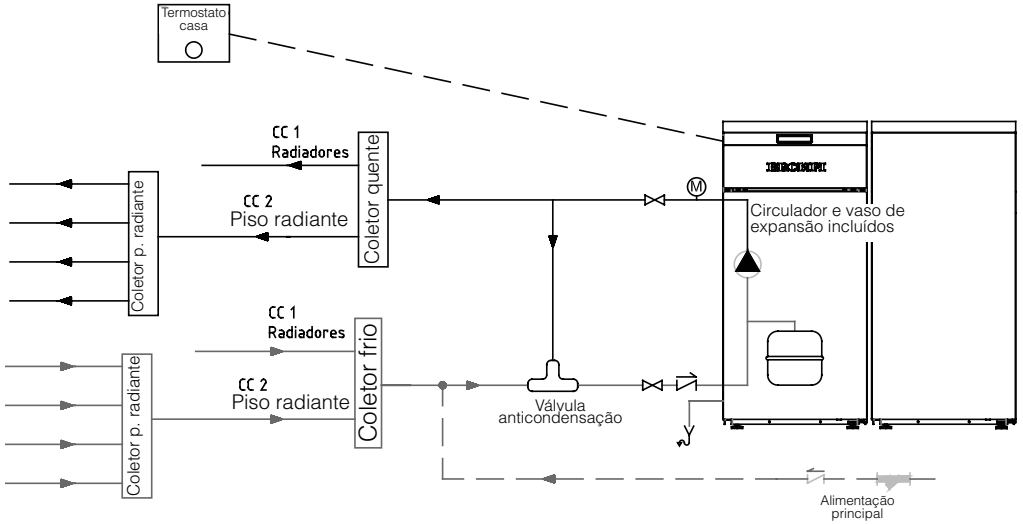 Termostato
casa
CC 1
Radiadores
Coletor quente
CC 2
Piso radiante
Coletor p. radiante
M
Circulador e vaso de
expansão incluídos
CC 1
Radiadores
Coletor frio
CC 2
Piso radiante
Coletor p. radiante
Válvula
anticondensação
Alimentação
principal